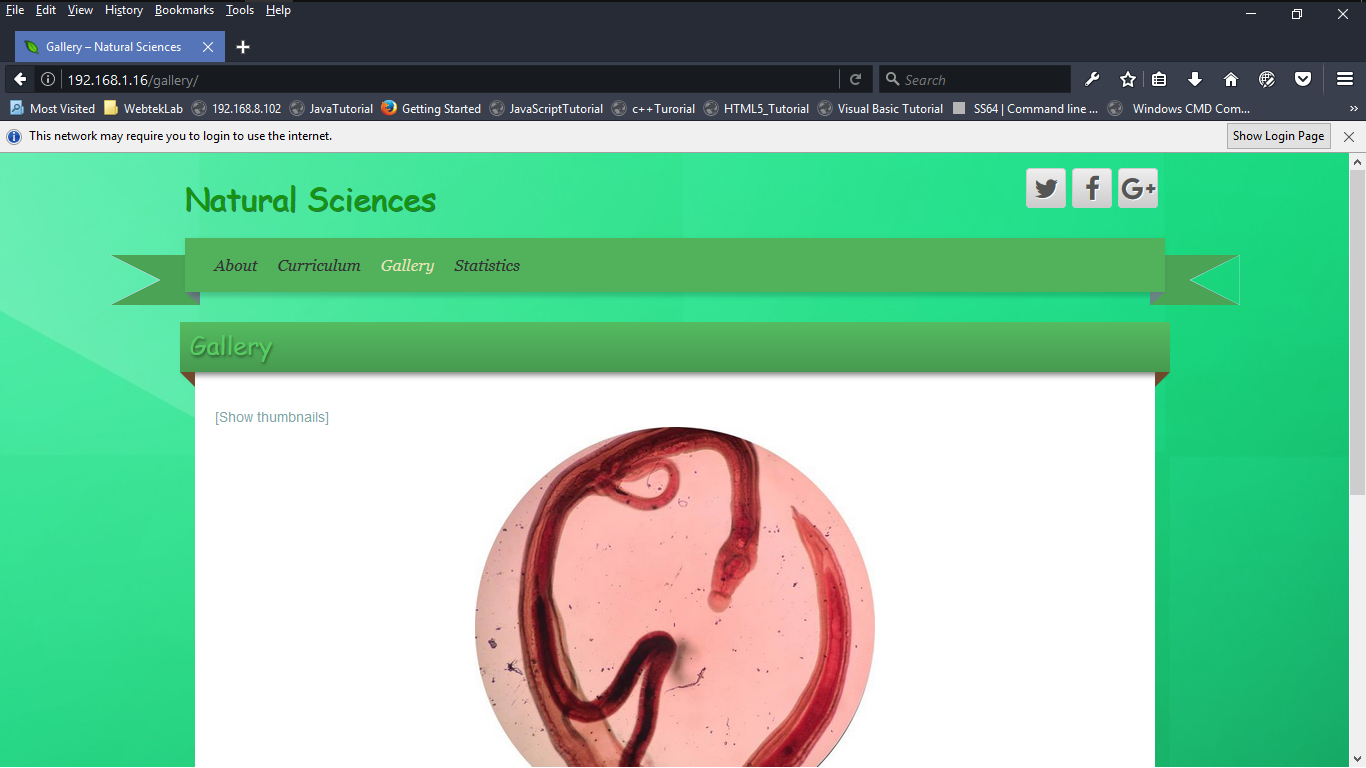 File Edit View History Bookmarks Tools Help
Gallery – Natural Sciences
192.168.1.16/gallery/
Search
Most Visited WebtekLab 192.168.8.102 JavaTutorial Getting Started JavaScriptTutorial c++Turorial HTML5_Tutorial Visual Basic Tutorial SS64 | Command line ... Windows CMD Com...
This network may require you to login to use the internet. Show Login Page
Natural Sciences
G+
About Curriculum Gallery Statistics
Gallery
[Show thumbnails]